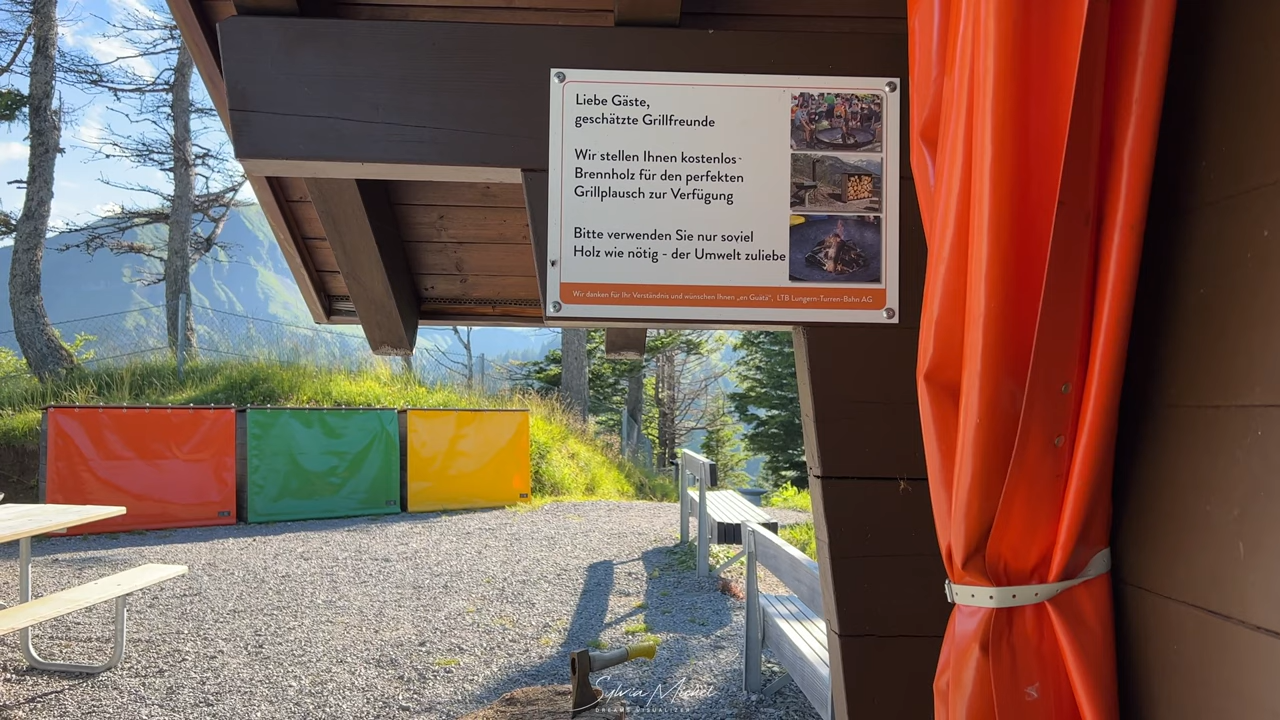 Liebe Gäste,
geschätzte Grillfreunde
Wir stellen Ihnen kostenlos
Brennholz für den perfekten
Grillplausch zur Verfügung
Bitte verwenden Sie nur soviel
Holz wie nötig - der Umwelt zuliebe
Wir danken für Ihr Verständnis und wünschen Ihnen „en Guätä“, LTB Lungern-Turren-Bahn AG
Sylvia Michel
DREAMS VISUALIZER